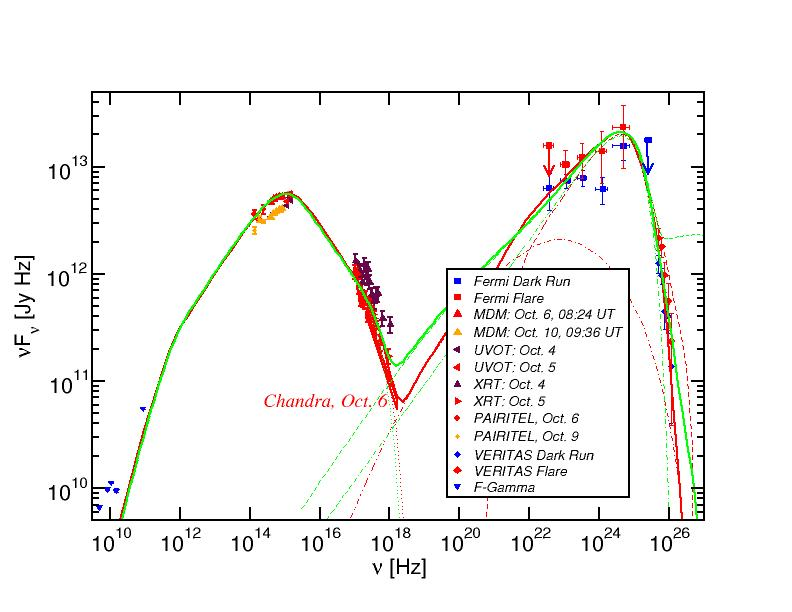 νFν [Jy Hz]
10^13
10^12
10^11
10^10
Chandra, Oct. 6
Fermi Dark Run
Fermi Flare
MDM: Oct. 6, 08:24 UT
MDM: Oct. 10, 09:36 UT
UVOT: Oct. 4
UVOT: Oct. 5
XRT: Oct. 4
XRT: Oct. 5
PAIRITEL, Oct. 6
PAIRITEL, Oct. 9
VERITAS Dark Run
VERITAS Flare
F-Gamma
10^10 10^12 10^14 10^16 10^18 10^20 10^22 10^24 10^26
ν [Hz]